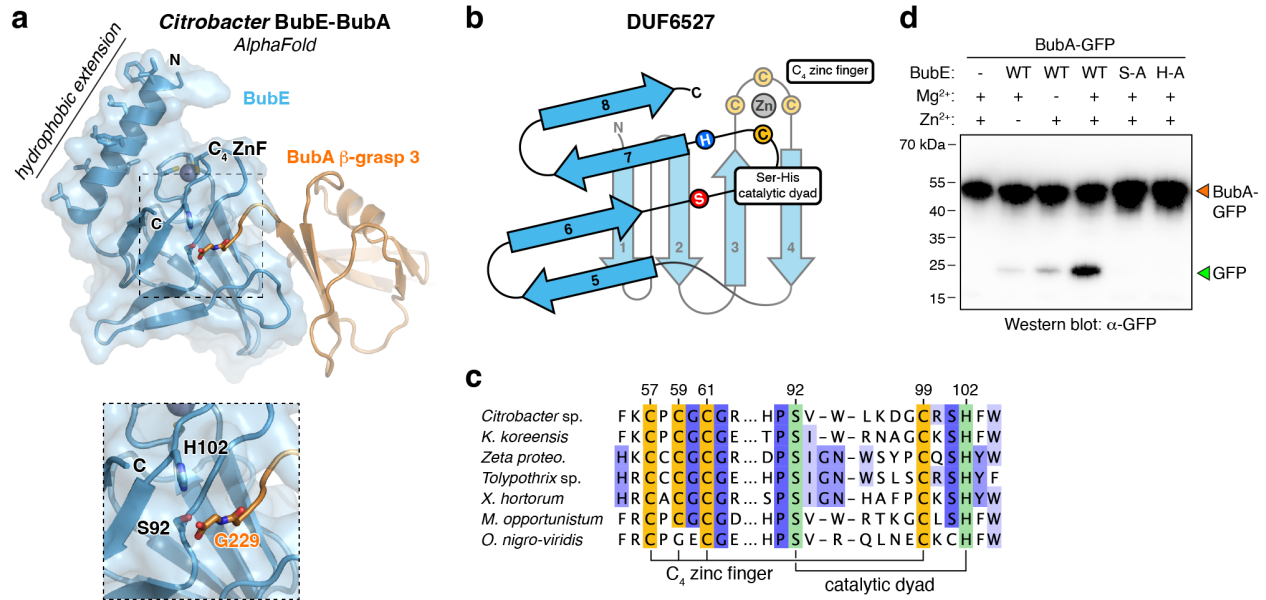 a
Citrobacter BubE-BubA
AlphaFold
hydrophobic extension
N
BubE
C4 ZnF
BubA β-grasp 3
C
H102
C
S92
G229
b
DUF6527
C4 zinc finger
C
C
C
Zn
8
C
N
7
H
C
Ser-His
catalytic dyad
S
6
1
2
3
4
5
c
57 59 61 92 99 102
Citrobacter sp. F K C P C G C G R ... H P S V - W - L K D G C R S H F W
K. koreensis F K C P C G C G E ... T P S I - W - R N A G C K S H F W
Zeta proteo. H K C C C G C G R ... D P S I G N - W S Y P C Q S H Y W
Tolypothrix sp. H R C C C G C G R ... H P S I G N - W S L S C R S H Y F
X. hortorum H R C A C G C G R ... S P S I G N - H A F P C K S H Y W
M. opportunistum F R C P C G C G D ... H P S V - W - R T K G C L S H F W
O. nigro-viridis F R C P G E C G E ... H P S V - R - Q L N E C K C H F W
C4 zinc finger
catalytic dyad
d
BubA-GFP
BubE: - WT WT WT S-A H-A
Mg2+: + + - + + +
Zn2+: + - + + + +
70 kDa
55
40
35
25
15
BubA-
GFP
GFP
Western blot: α-GFP